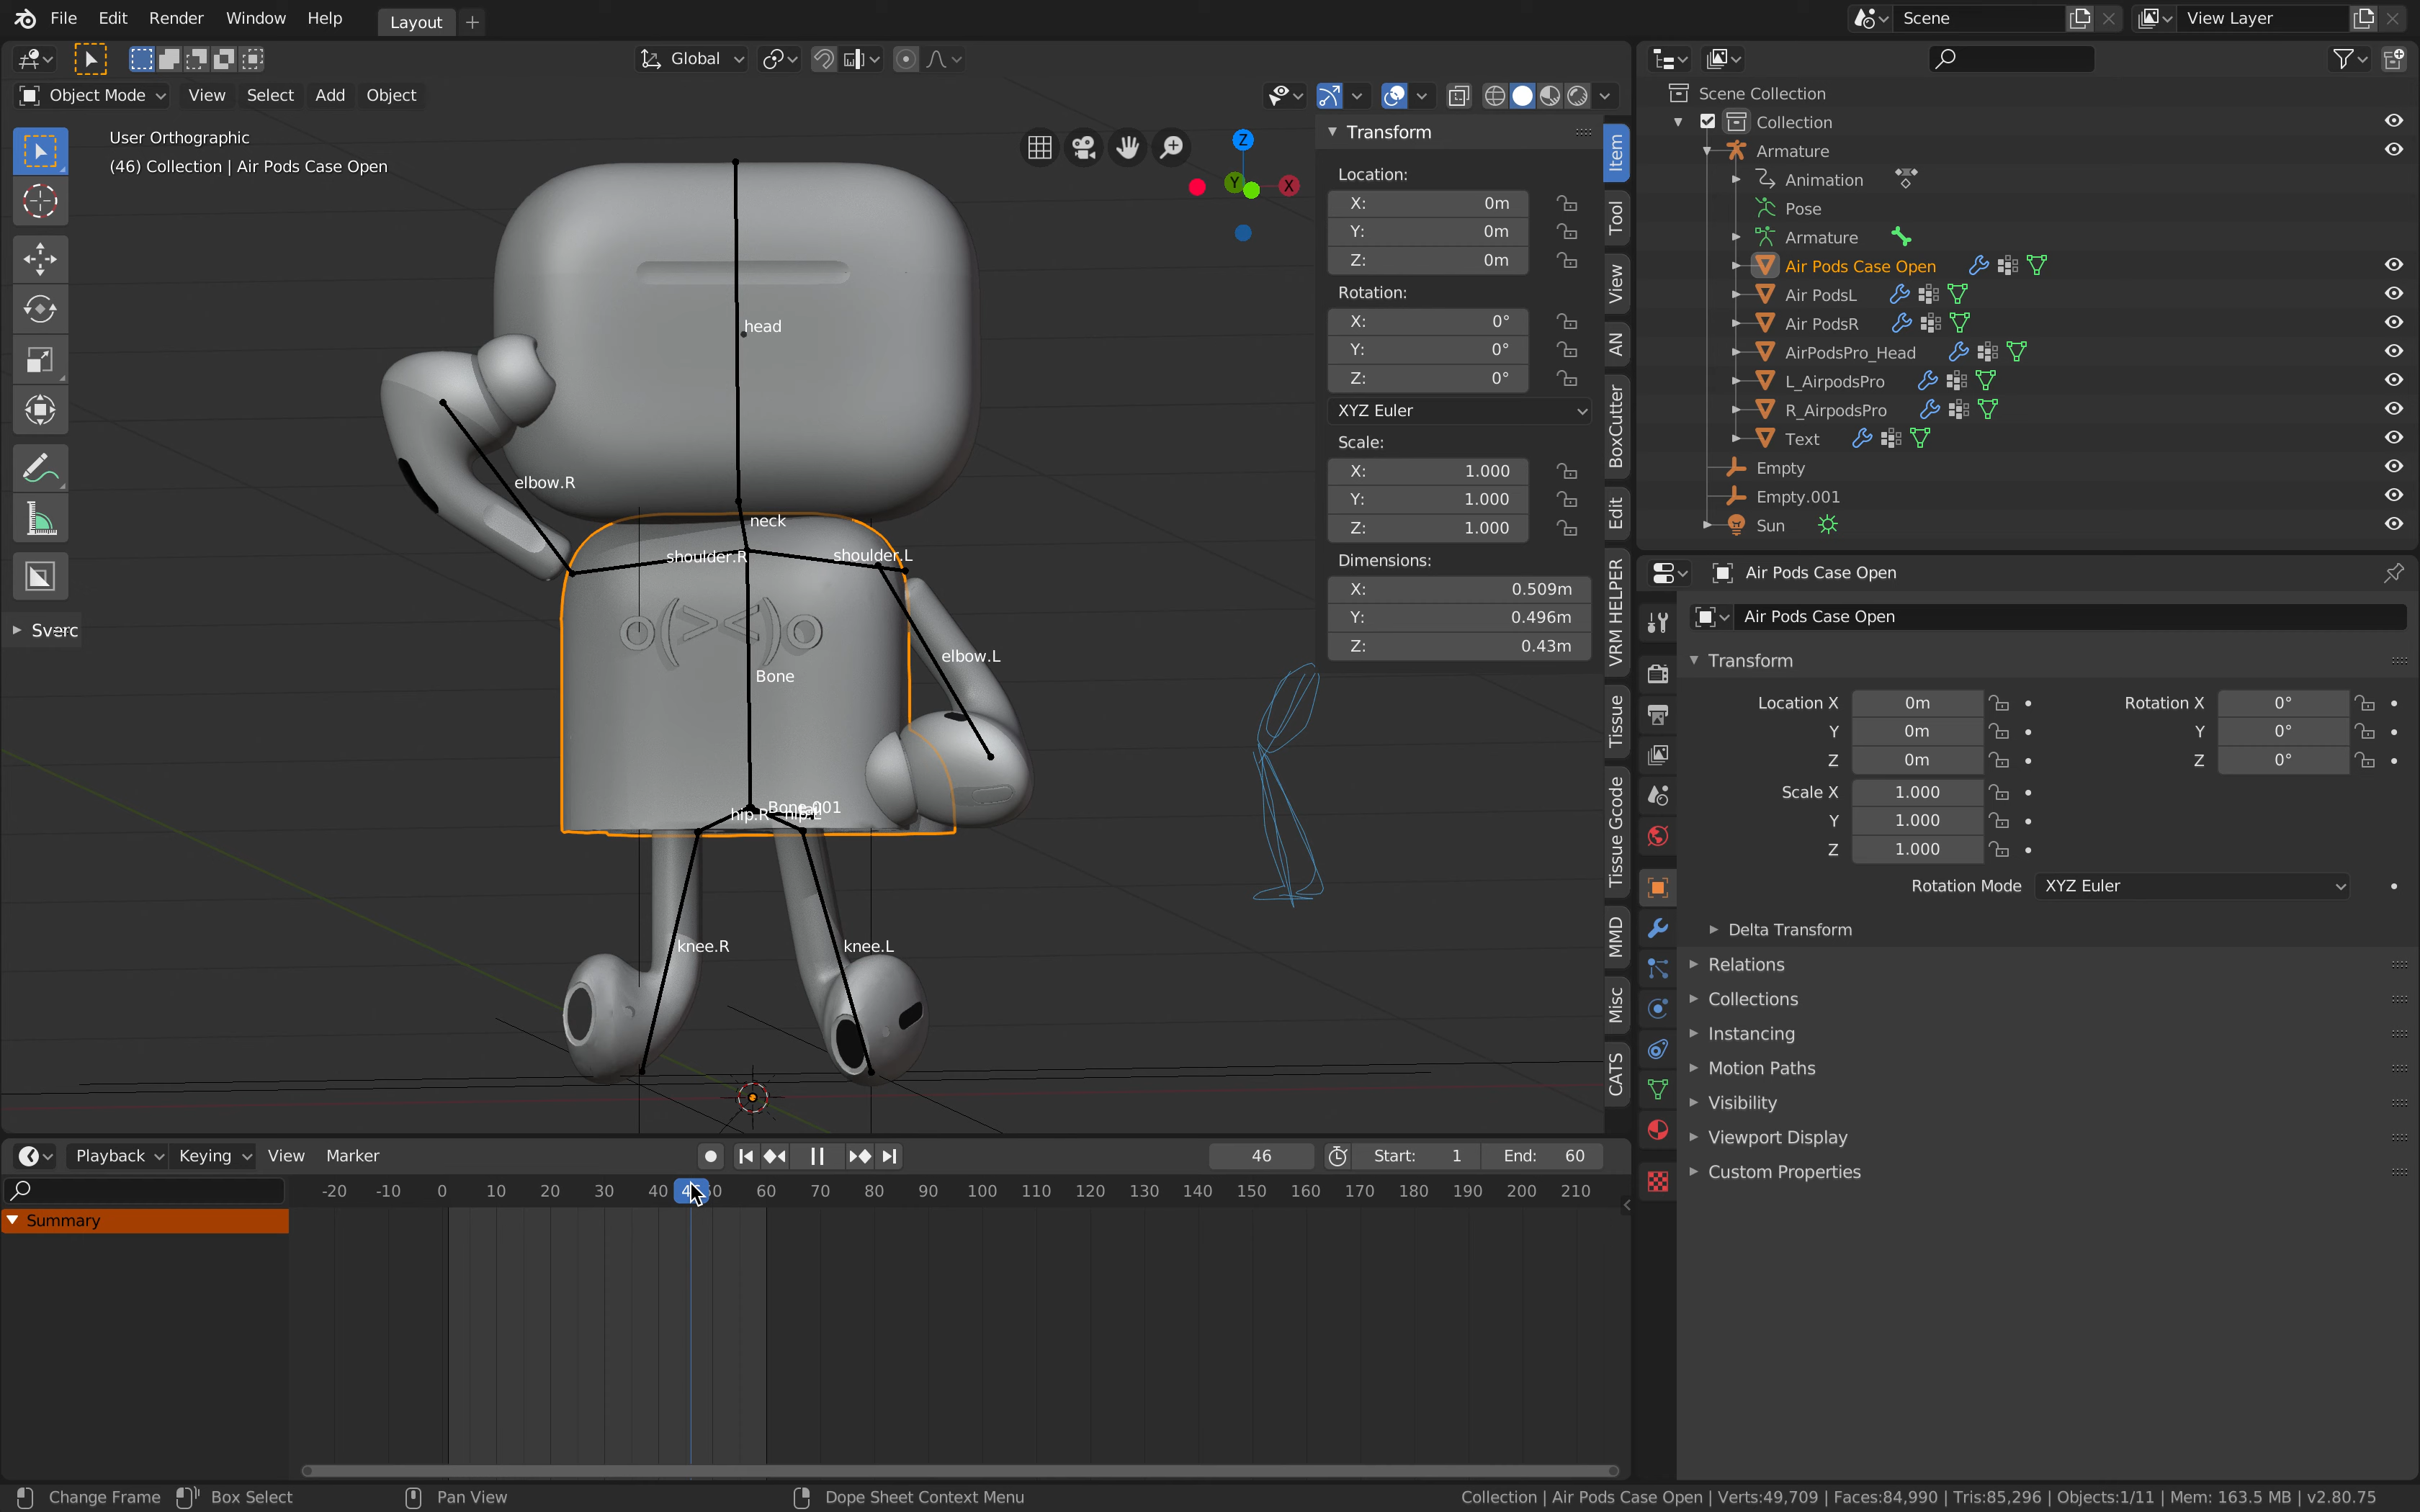 File Edit Render Window Help Layout
Scene View Layer
Global
Object Mode View Select Add Object
User Orthographic
(46) Collection | Air Pods Case Open
Z
Y
X
head
elbow.R
neck
shoulder.R
shoulder.L
elbow.L
Bone
Bone.001
hip.R
hip.L
knee.R
knee.L
o(><)o
Transform
Location:
X: 0m
Y: 0m
Z: 0m
Rotation:
X: 0°
Y: 0°
Z: 0°
XYZ Euler
Scale:
X: 1.000
Y: 1.000
Z: 1.000
Dimensions:
X: 0.509m
Y: 0.496m
Z: 0.43m
Item
Tool
View
AN
BoxCutter
Edit
VRM HELPER
Tissue
Tissue Gcode
MMD
Misc
CATS
Scene Collection
Collection
Armature
Animation
Pose
Armature
Air Pods Case Open
Air PodsL
Air PodsR
AirPodsPro_Head
L_AirpodsPro
R_AirpodsPro
Text
Empty
Empty.001
Sun
Air Pods Case Open
Air Pods Case Open
Transform
Location X 0m Rotation X 0°
Y 0m Y 0°
Z 0m Z 0°
Scale X 1.000
Y 1.000
Z 1.000
Rotation Mode XYZ Euler
Delta Transform
Relations
Collections
Instancing
Motion Paths
Visibility
Viewport Display
Custom Properties
Playback Keying View Marker 46 Start: 1 End: 60
-20 -10 0 10 20 30 40 60 70 80 90 100 110 120 130 140 150 160 170 180 190 200 210
Summary
Change Frame Box Select Pan View Dope Sheet Context Menu
Collection | Air Pods Case Open | Verts:49,709 | Faces:84,990 | Tris:85,296 | Objects:1/11 | Mem: 163.5 MB | v2.80.75